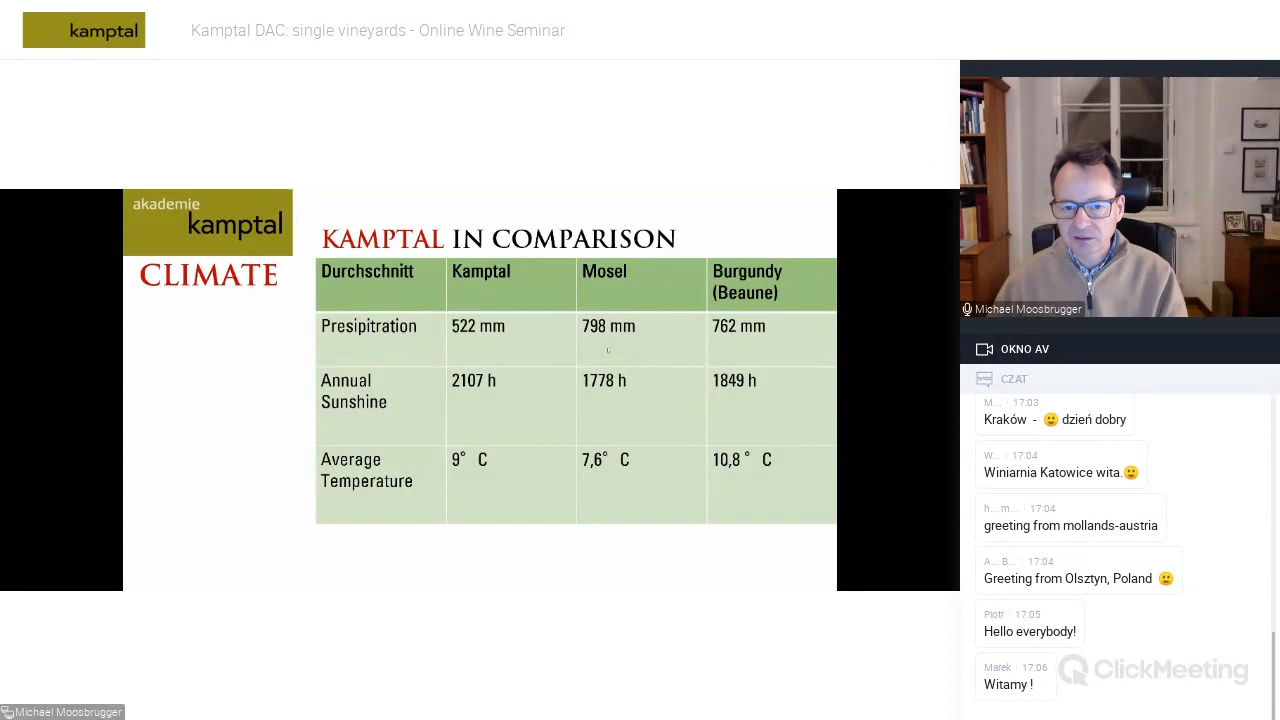 kamptal
Kamptal DAC: single vineyards - Online Wine Seminar
akademie
kamptal
CLIMATE
KAMPTAL IN COMPARISON
Durchschnitt Kamptal Mosel Burgundy
(Beaune)
Presipitration 522 mm 798 mm 762 mm
Annual 2107 h 1778 h 1849 h
Sunshine
Average 9° C 7,6° C 10,8 ° C
Temperature
Michael Moosbrugger
Michael Moosbrugger
OKNO AV
CZAT
M... 17:03
Kraków - 🙂 dzień dobry
W... 17:04
Winiarnia Katowice wita.🙂
h... m... 17:04
greeting from mollands-austria
A... B... 17:04
Greeting from Olsztyn, Poland 🙂
Piotr 17:05
Hello everybody!
Marek 17:06
Witamy !
ClickMeeting